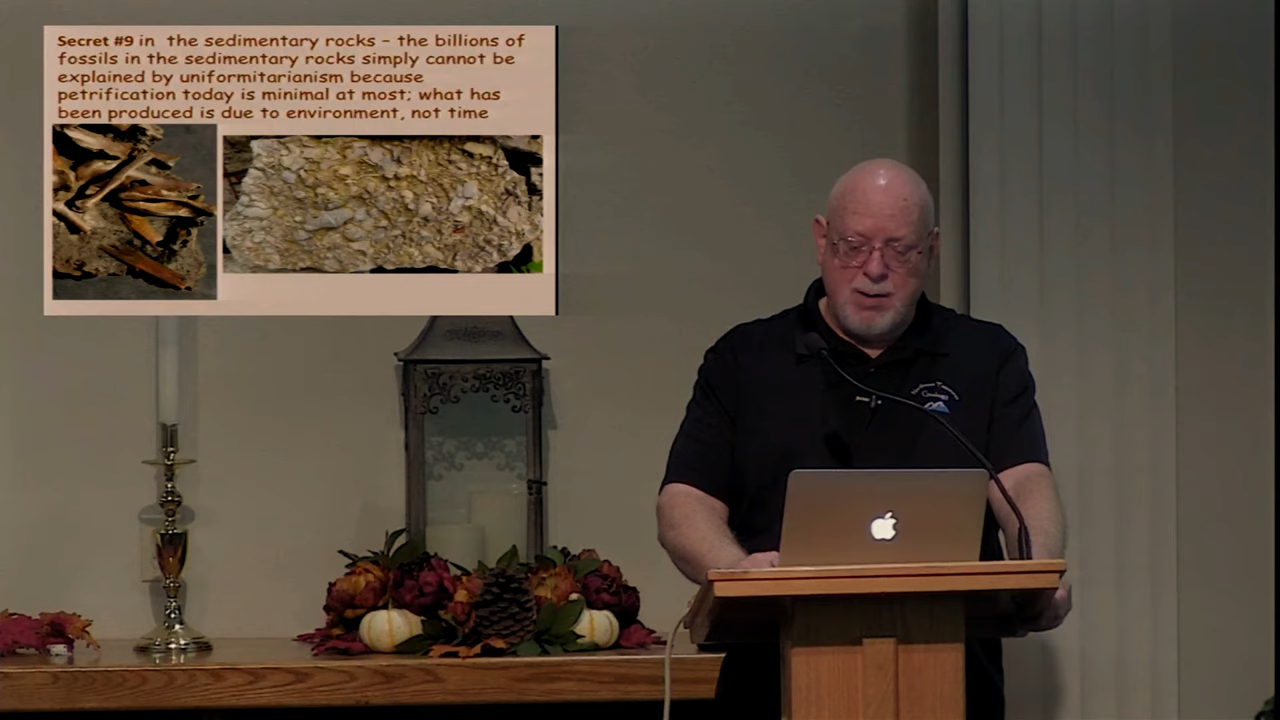 Secret #9 in the sedimentary rocks – the billions of
fossils in the sedimentary rocks simply cannot be
explained by uniformitarianism because
petrification today is minimal at most; what has
been produced is due to environment, not time